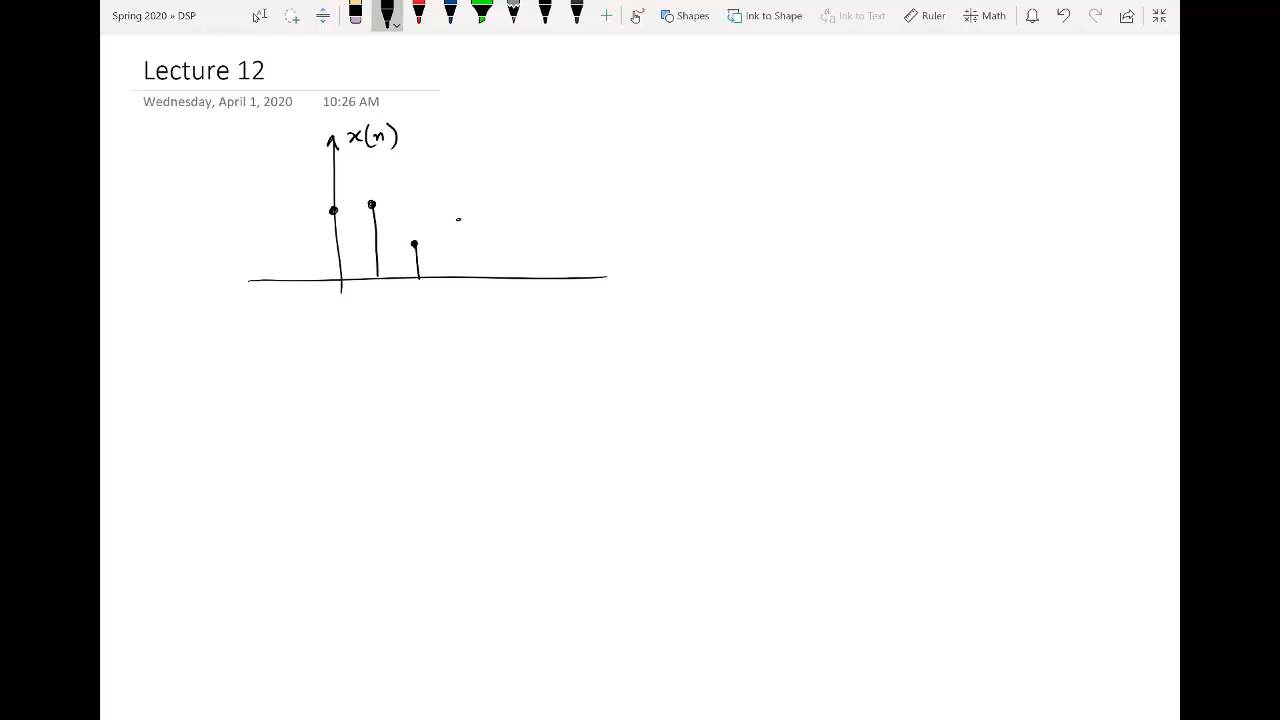 Spring 2020 » DSP
Shapes
Ink to Shape
Ink to Text
Ruler
Math
Lecture 12
Wednesday, April 1, 2020
10:26 AM
x(n)